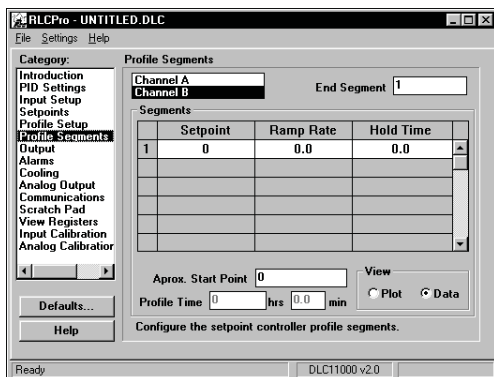 RLCPro - UNTITLED.DLC
File Settings Help
Category:
Introduction
PID Settings
Input Setup
Setpoints
Profile Setup
Profile Segments
Output
Alarms
Cooling
Analog Output
Communications
Scratch Pad
View Registers
Input Calibration
Analog Calibration
Defaults...
Help
Profile Segments
Channel A
Channel B
End Segment 1
Segments
Setpoint Ramp Rate Hold Time
1 0 0.0 0.0
Aprox. Start Point 0
Profile Time 0 hrs 0.0 min
View
Plot Data
Configure the setpoint controller profile segments.
Ready DLC11000 v2.0